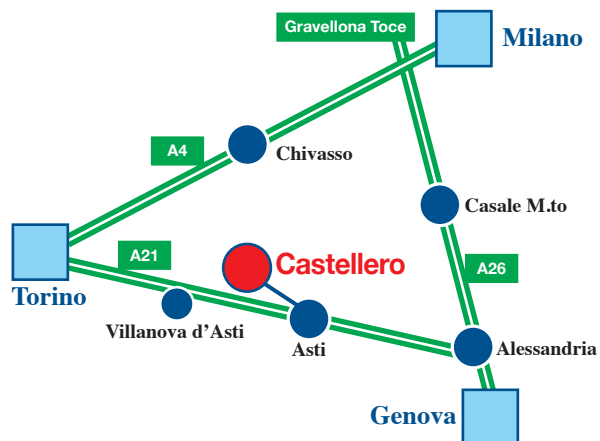 Gravellona Toce
Milano
A4
Chivasso
Casale M.to
A21
Castellero
A26
Torino
Villanova d'Asti
Asti
Alessandria
Genova